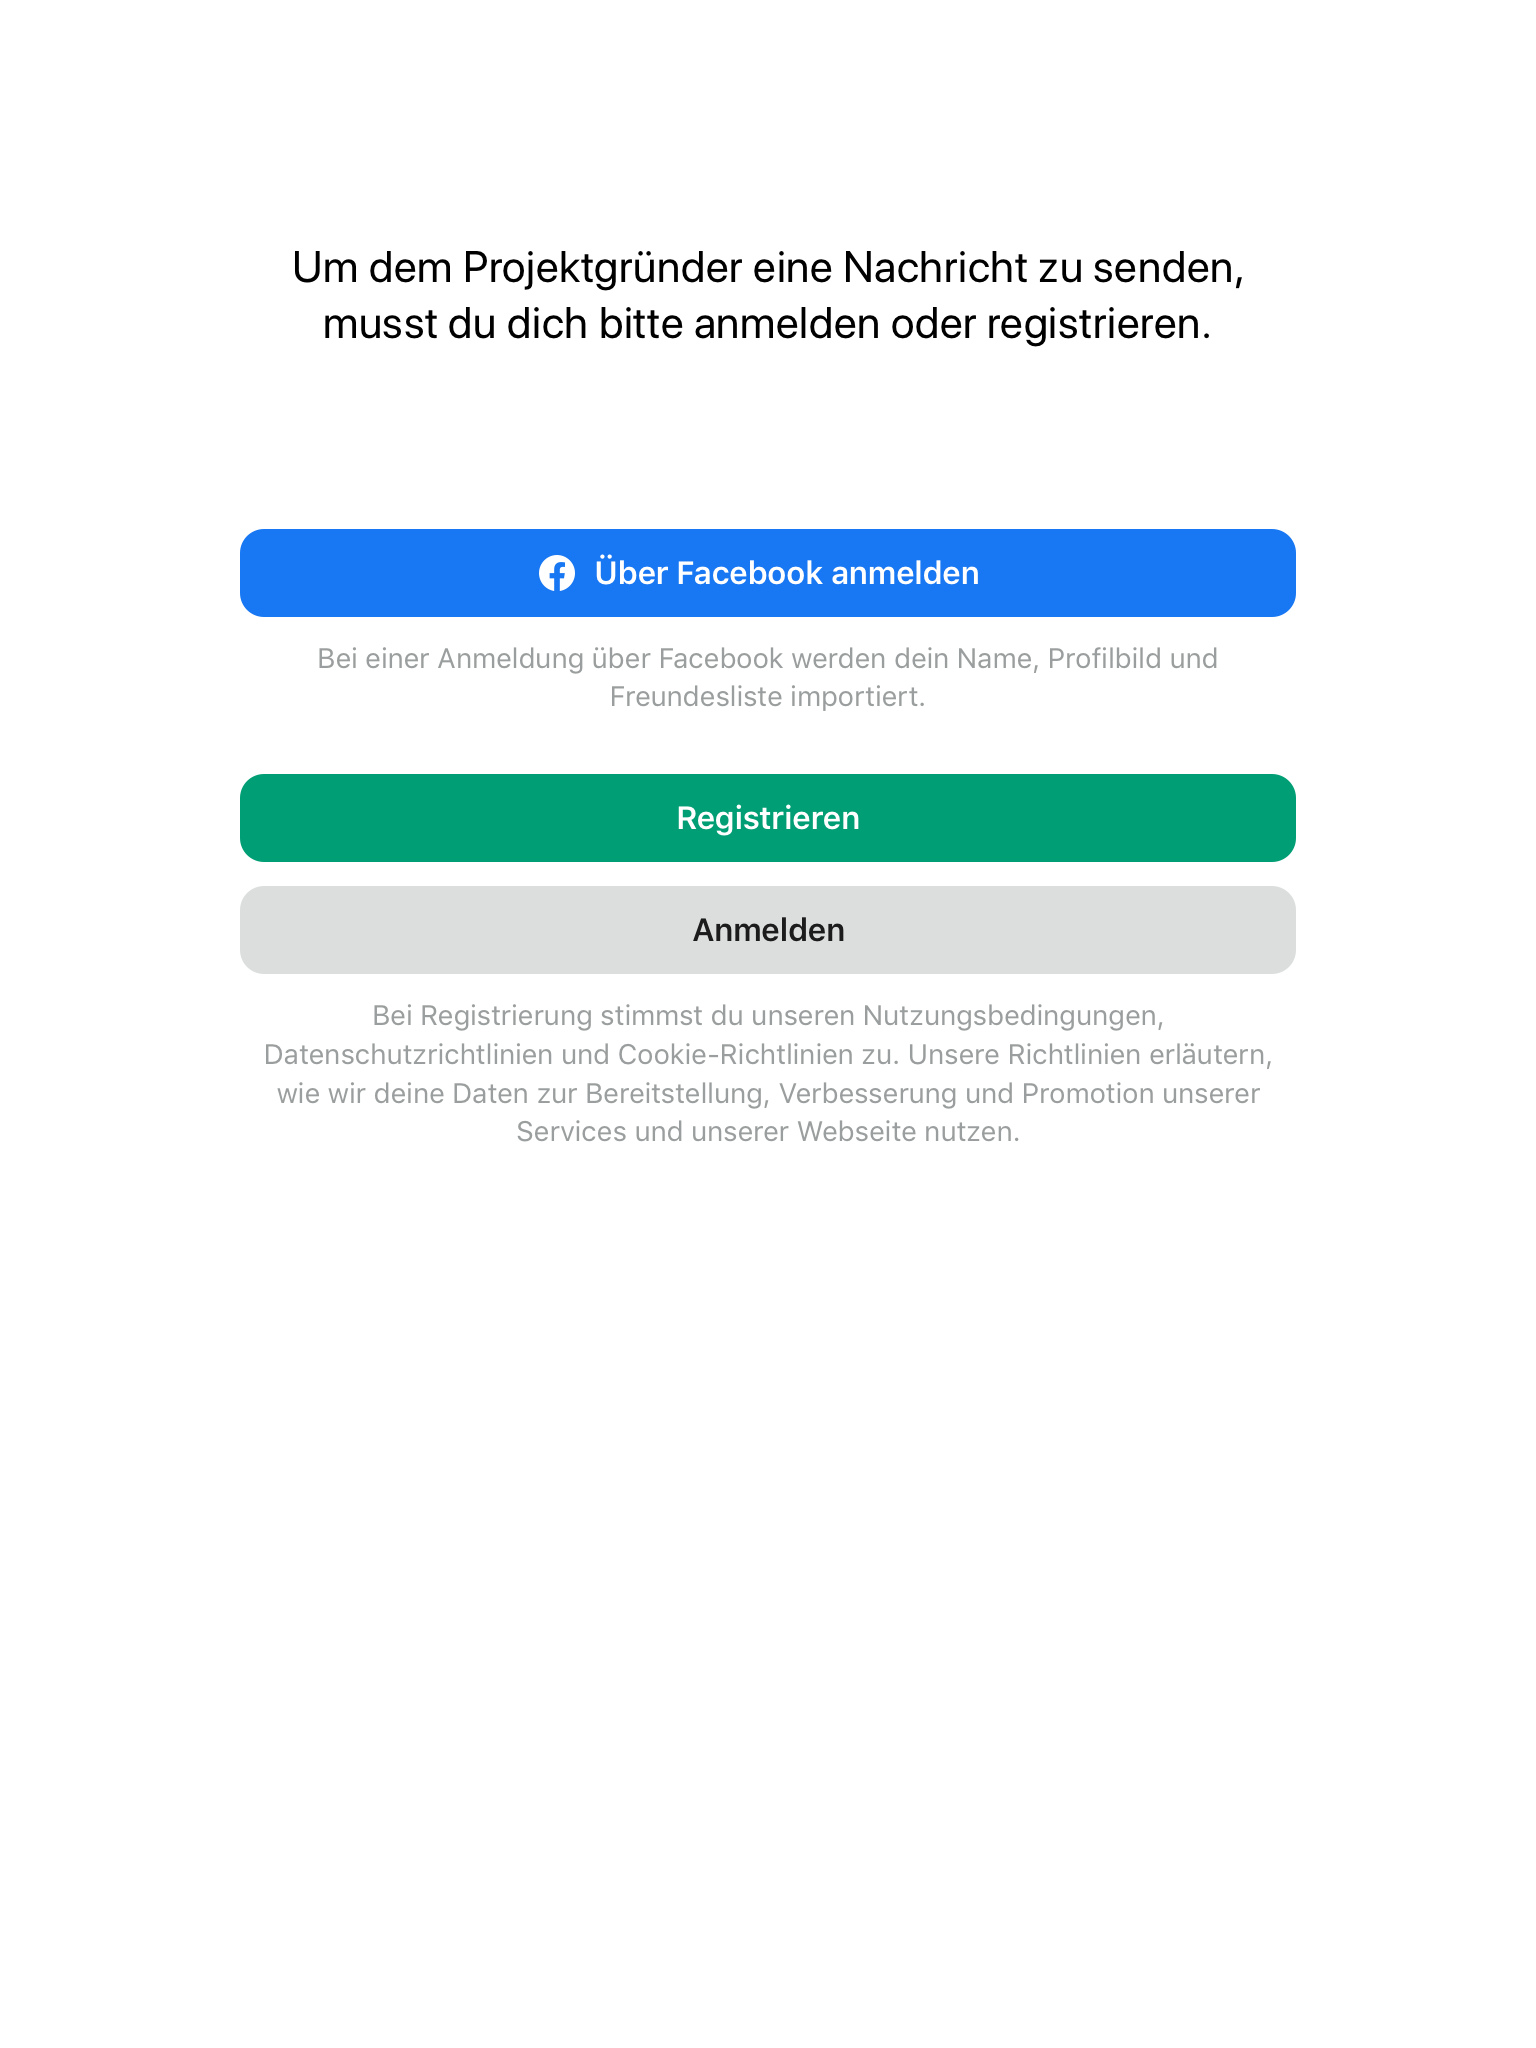 Um dem Projektgründer eine Nachricht zu senden,
musst du dich bitte anmelden oder registrieren.
Über Facebook anmelden
Bei einer Anmeldung über Facebook werden dein Name, Profilbild und
Freundesliste importiert.
Registrieren
Anmelden
Bei Registrierung stimmst du unseren Nutzungsbedingungen,
Datenschutzrichtlinien und Cookie-Richtlinien zu. Unsere Richtlinien erläutern,
wie wir deine Daten zur Bereitstellung, Verbesserung und Promotion unserer
Services und unserer Webseite nutzen.